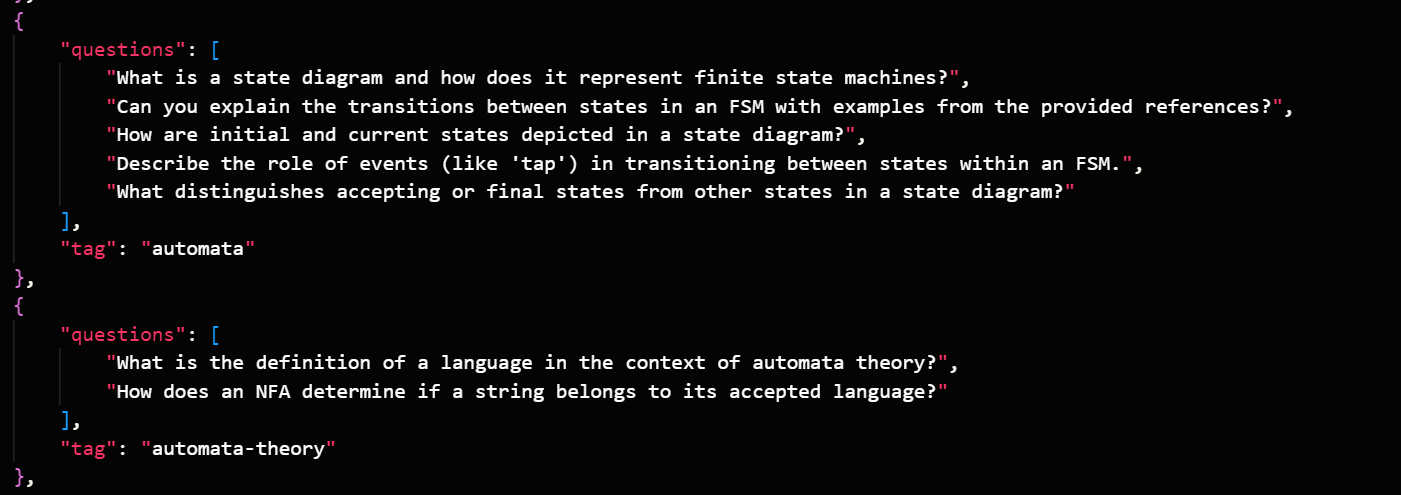 {
"questions": [
"What is a state diagram and how does it represent finite state machines?",
"Can you explain the transitions between states in an FSM with examples from the provided references?",
"How are initial and current states depicted in a state diagram?",
"Describe the role of events (like 'tap') in transitioning between states within an FSM.",
"What distinguishes accepting or final states from other states in a state diagram?"
],
"tag": "automata"
},
{
"questions": [
"What is the definition of a language in the context of automata theory?",
"How does an NFA determine if a string belongs to its accepted language?"
],
"tag": "automata-theory"
},